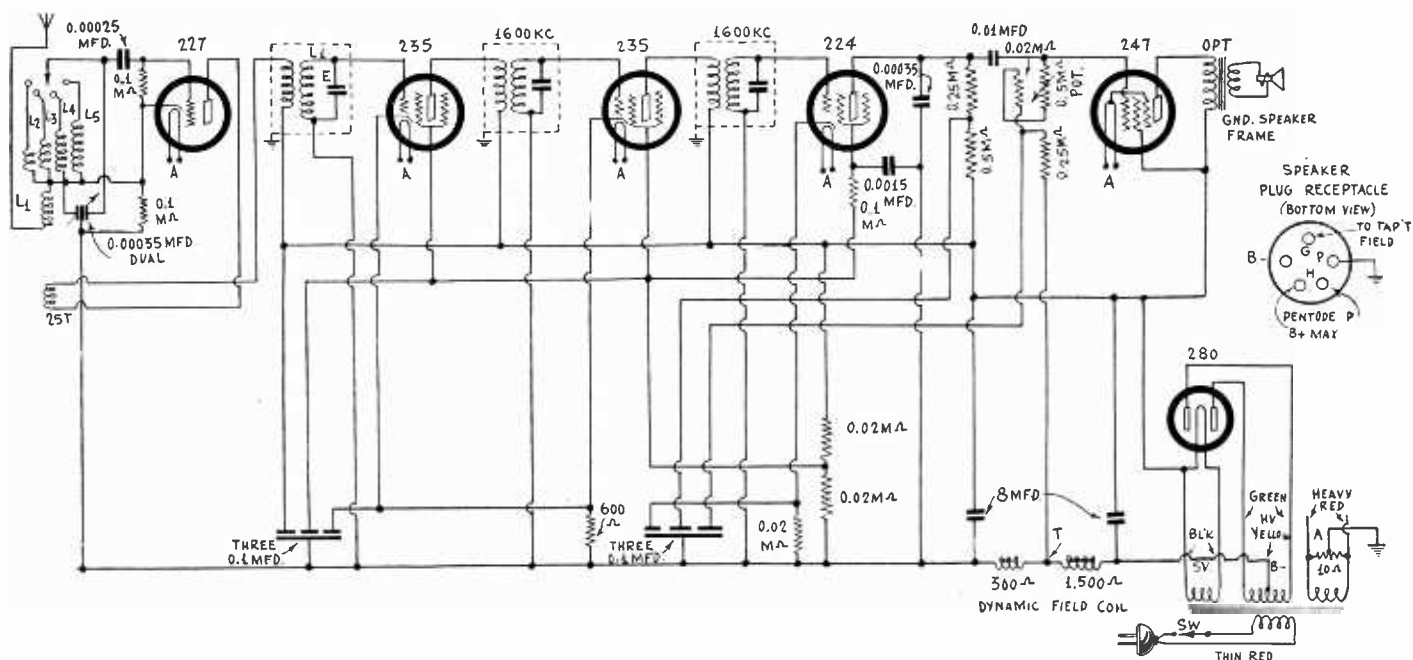 0.00025
MFD.
227
0.1
MΩ
L2
L3
L4
L5
L1
A
0.1
MΩ
0.00035 MFD
DUAL
25T
E
235
A
1600KC
235
A
1600KC
224
A
0.00035
MFD.
0.0015
MFD.
0.1
MΩ
0.25MΩ
0.5MΩ
0.01MFD
0.02MΩ
0.5MΩ
POT.
0.25MΩ
247
A
OPT
GND. SPEAKER
FRAME
SPEAKER
PLUG RECEPTACLE
(BOTTOM VIEW)
TO TAP'T
FIELD
B-
G
P
H
PENTODE P
B+ MAX
280
0.02MΩ
0.02MΩ
600
Ω
THREE
0.1MFD.
THREE
0.1MFD.
0.02
MΩ
8MFD.
T
300Ω
1.500Ω
DYNAMIC FIELD COIL
BLK
5V
GREEN
HV
YELLOW
B-
HEAVY
RED
A
10Ω
SW
THIN RED